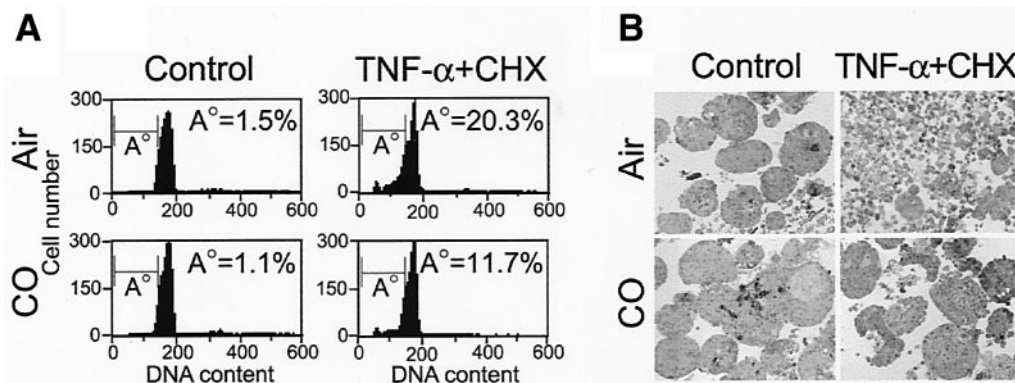 A
Control
TNF-α+CHX
Air
CO
Cell number
300
150
0
A°
A°=1.5%
0 200 400 600
300
150
0
A°
A°=20.3%
0 200 400 600
300
150
0
A°
A°=1.1%
0 200 400 600
DNA content
300
150
0
A°
A°=11.7%
0 200 400 600
DNA content
B
Control
TNF-α+CHX
Air
CO